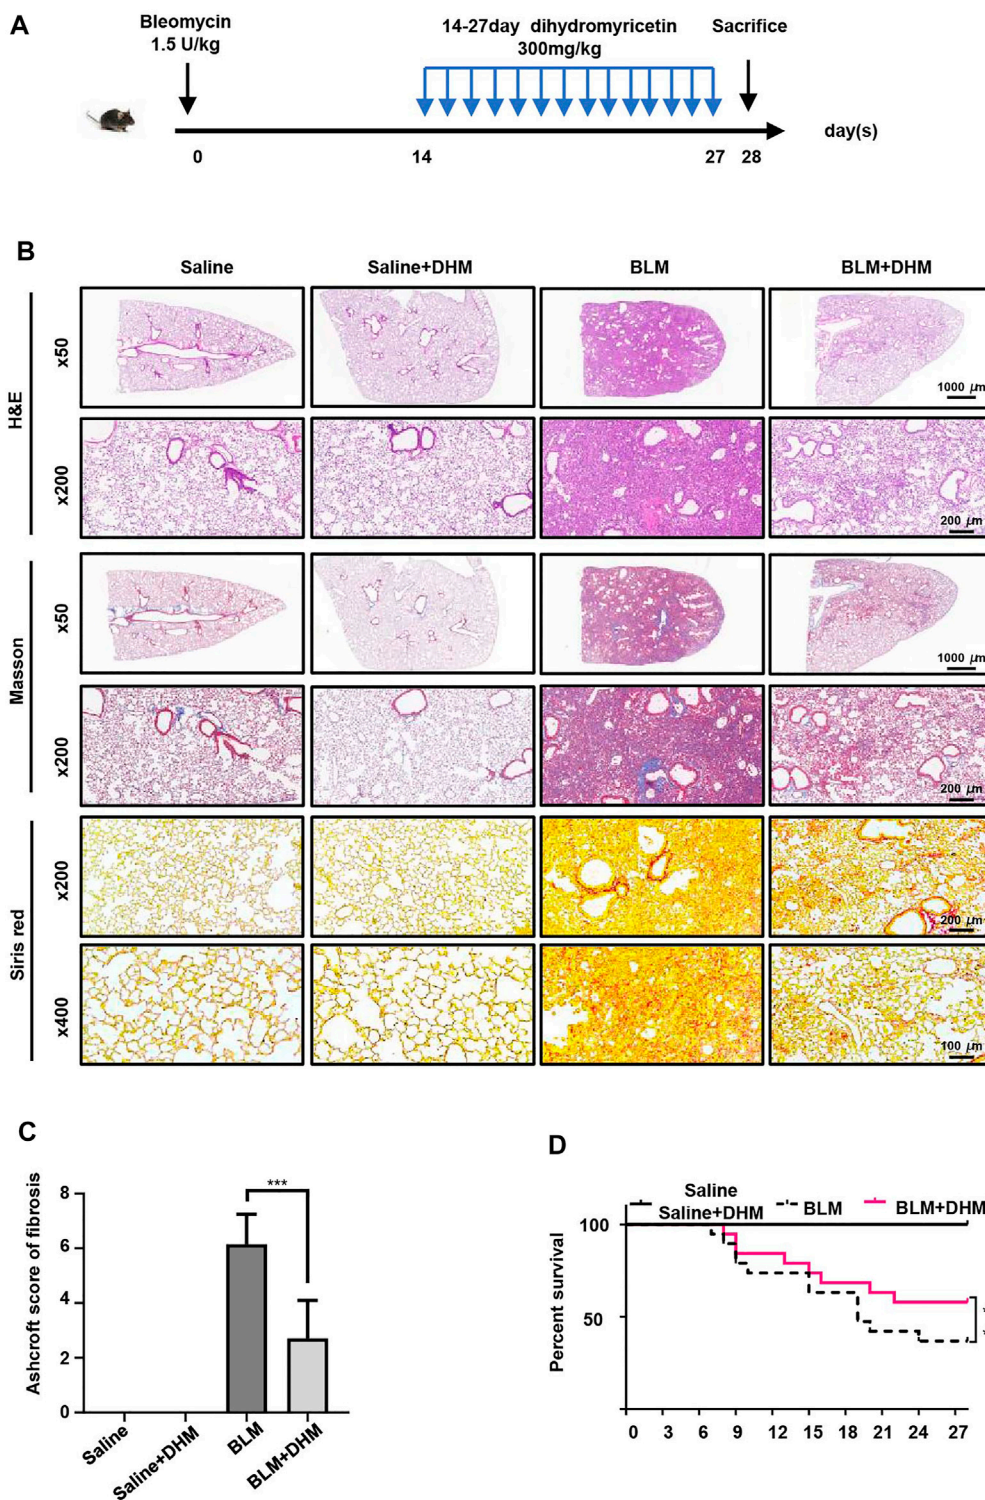 A
Bleomycin
1.5 U/kg
14-27day dihydromyricetin
300mg/kg
Sacrifice
day(s)
0
14
27
28
B
Saline
Saline+DHM
BLM
BLM+DHM
H&E
x50
1000 µm
x200
200 µm
Masson
x50
1000 µm
x200
200 µm
Siris red
x200
200 µm
x400
100 µm
C
Ashcroft score of fibrosis
8
6
4
2
0
***
Saline
Saline+DHM
BLM
BLM+DHM
D
Saline
Saline+DHM
BLM
BLM+DHM
Percent survival
100
50
0
3
6
9
12
15
18
21
24
27